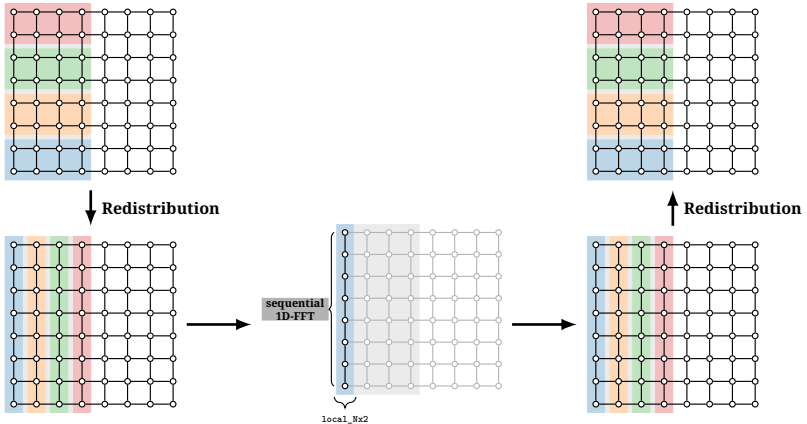 Redistribution
Redistribution
sequential
1D-FFT
local_Nx2